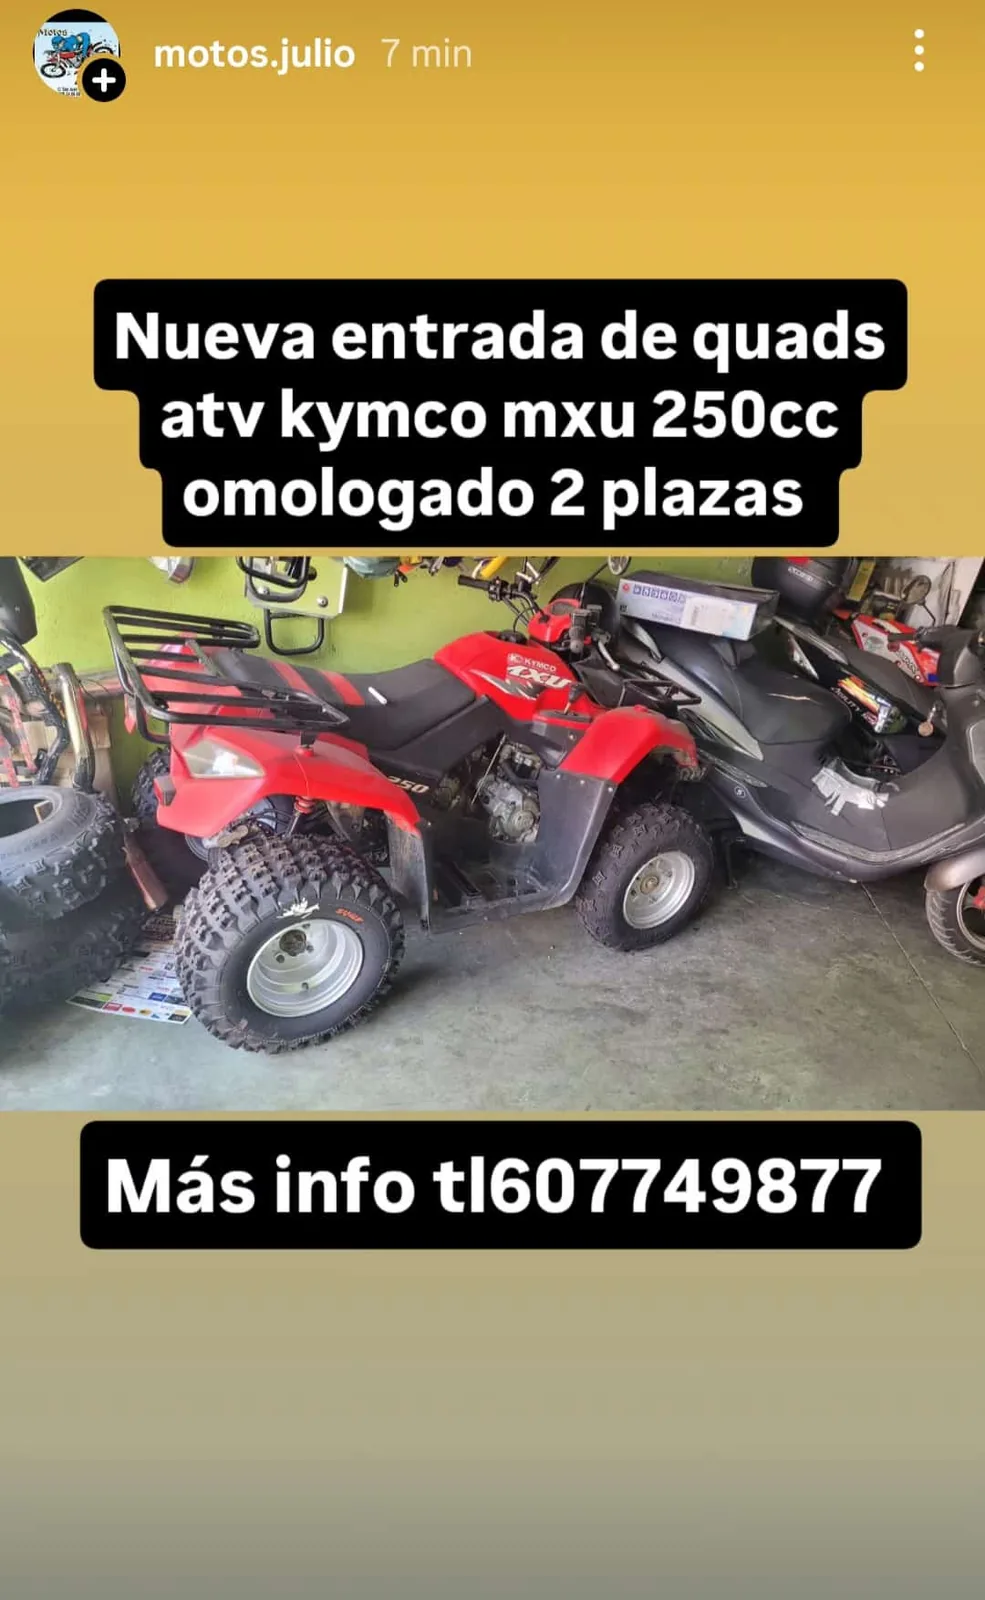 motos.julio 7 min
Motos
Nueva entrada de quads
atv kymco mxu 250cc
omologado 2 plazas
KYMCO
MXU
250
Más info tl607749877